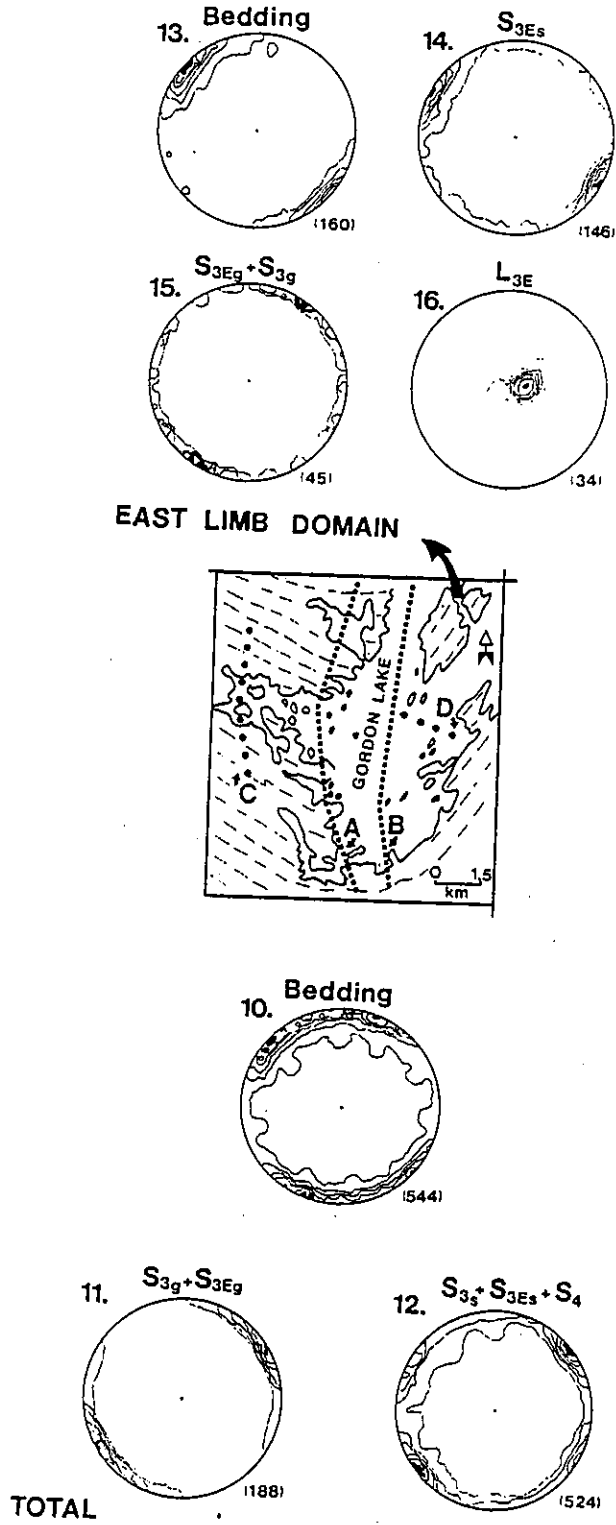 13. Bedding
(160)
14. S3Es
(146)
15. S3Eg+S3g
(45)
16. L3E
(34)
EAST LIMB DOMAIN
GORDON LAKE
D
C
A
B
0 1,5
km
10. Bedding
(544)
11. S3g+S3Eg
(188)
12. S3s+S3Es+S4
(524)
TOTAL